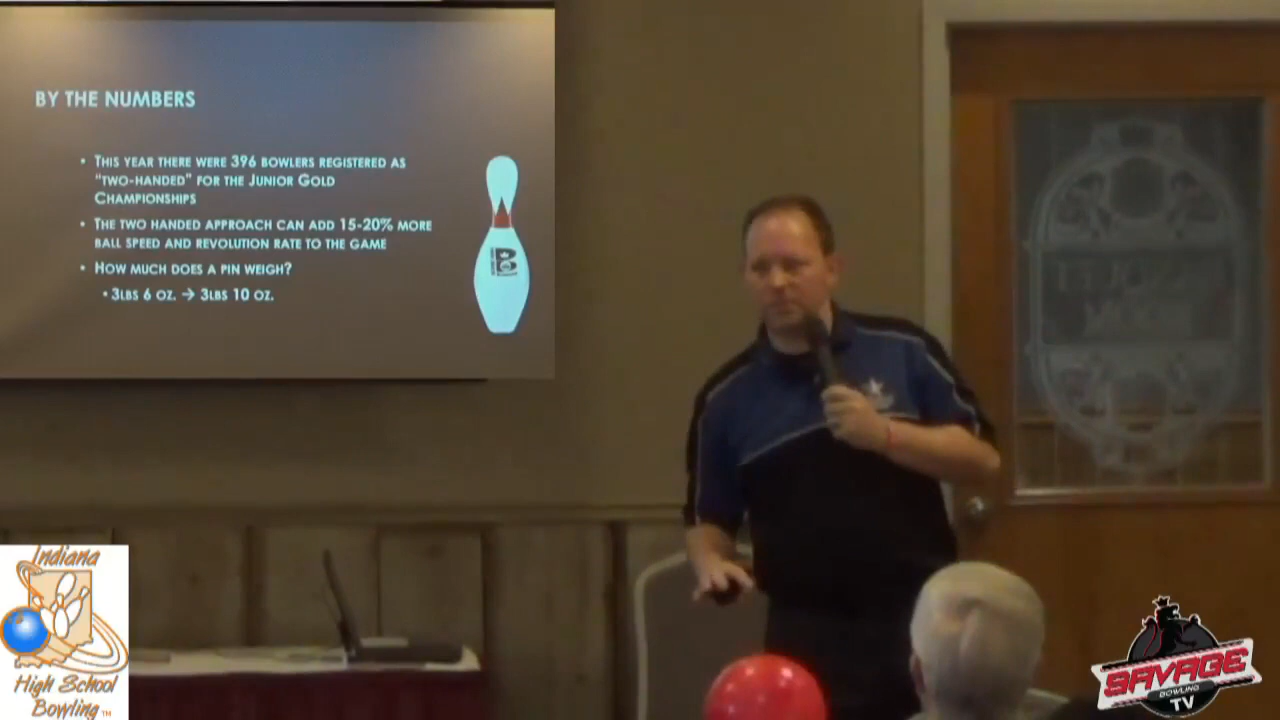 BY THE NUMBERS
• THIS YEAR THERE WERE 396 BOWLERS REGISTERED AS
“TWO-HANDED” FOR THE JUNIOR GOLD
CHAMPIONSHIPS
• THE TWO HANDED APPROACH CAN ADD 15-20% MORE
BALL SPEED AND REVOLUTION RATE TO THE GAME
• HOW MUCH DOES A PIN WEIGH?
• 3LBS 6 OZ. → 3LBS 10 OZ.
Indiana
High School
Bowling™
SAVAGE
BOWLING
TV